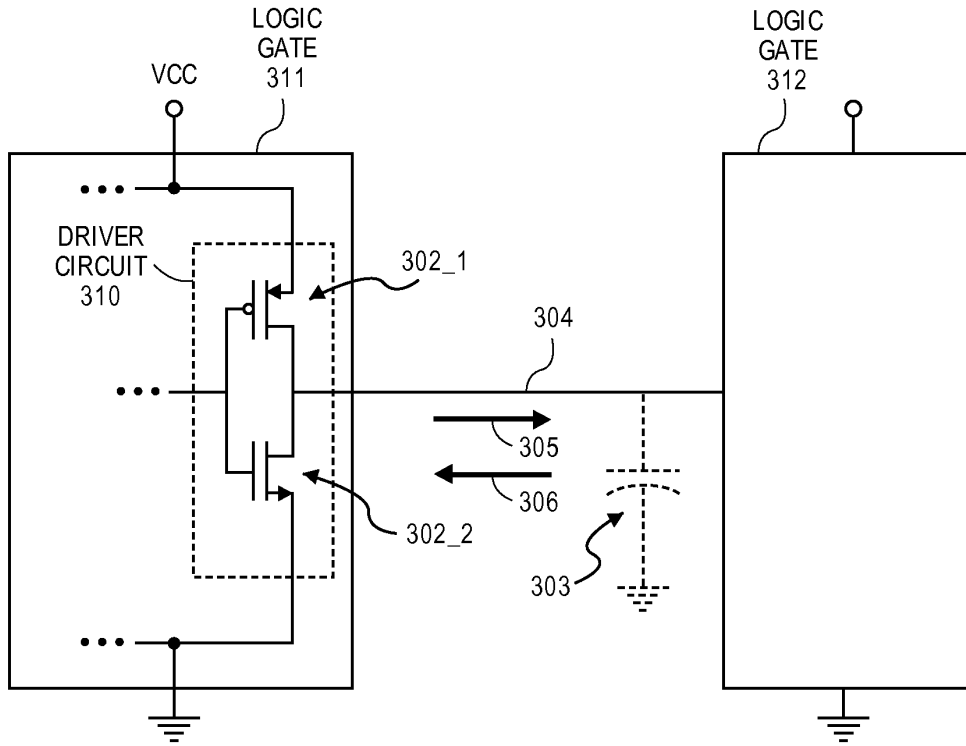 LOGIC
GATE
311
VCC
LOGIC
GATE
312
DRIVER
CIRCUIT
310
302_1
304
305
306
302_2
303